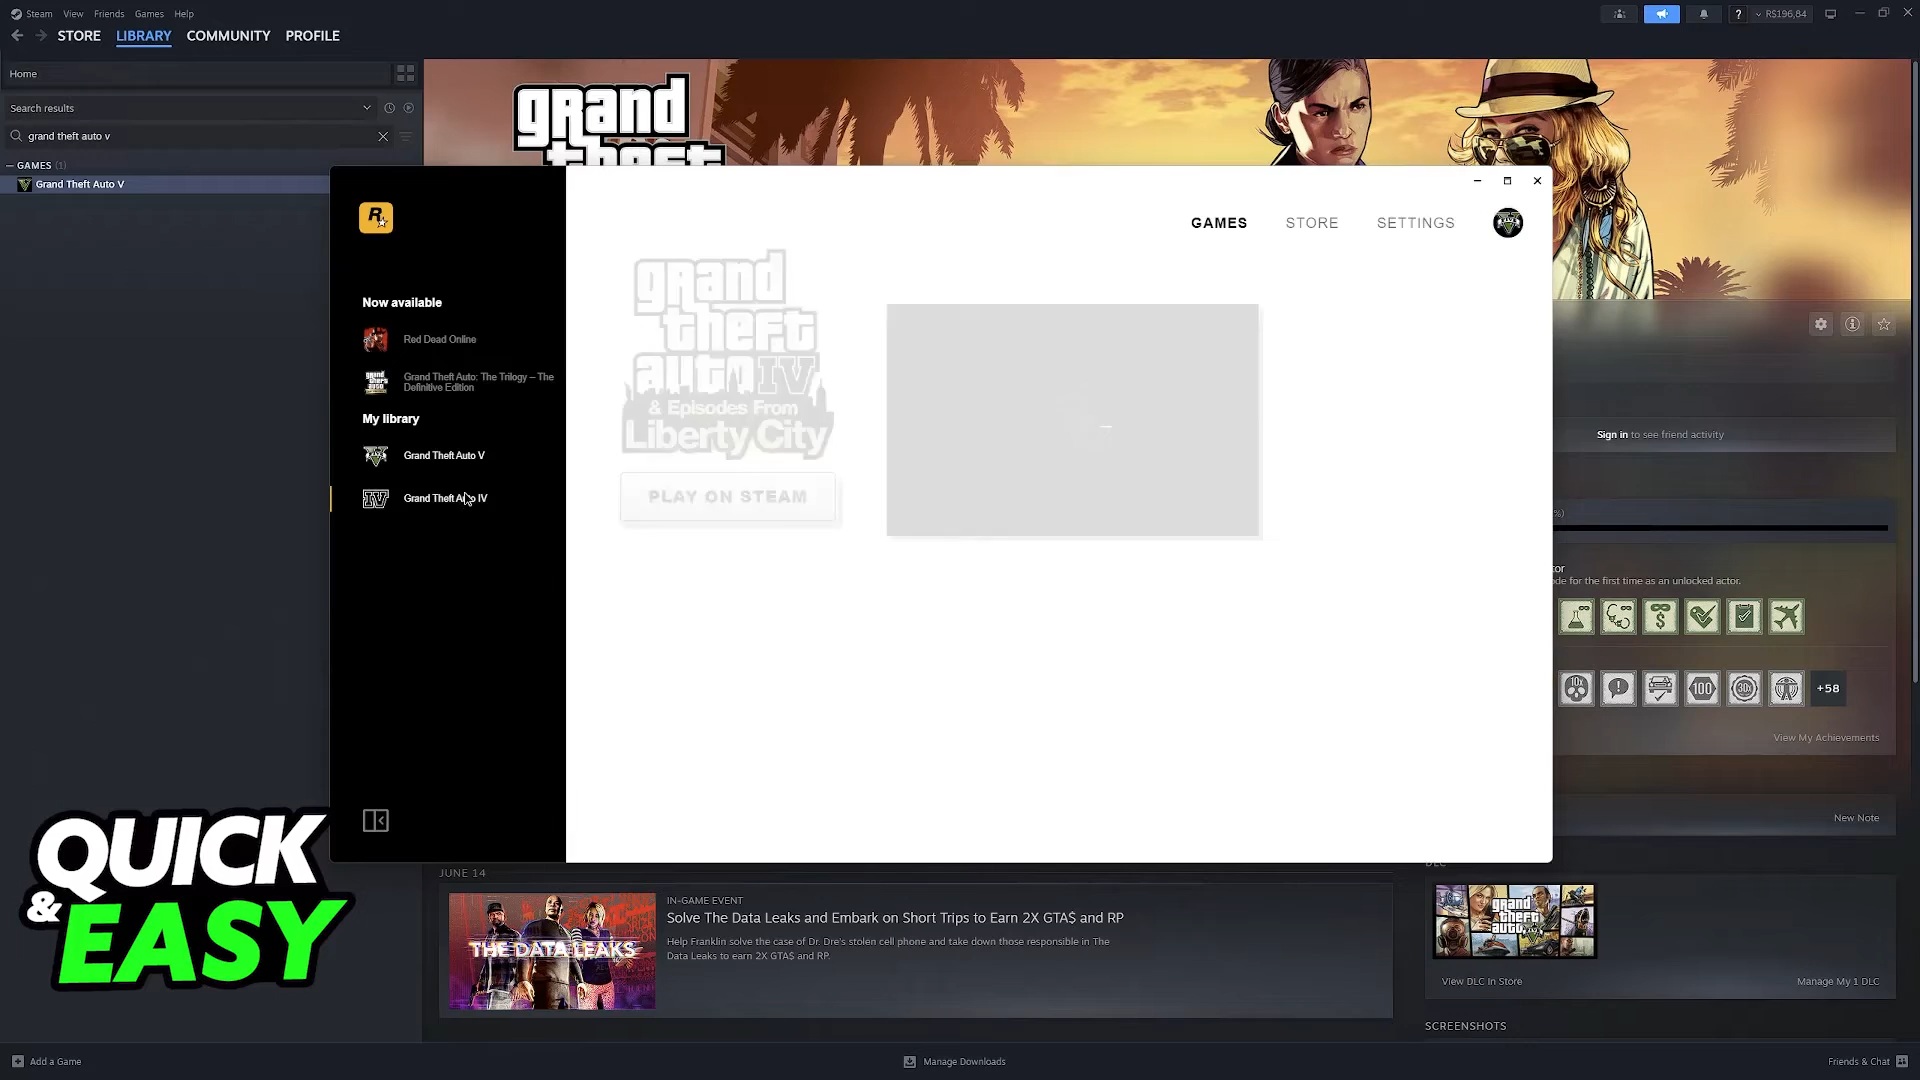 Steam View Friends Games Help
? R$196,84
STORE LIBRARY COMMUNITY PROFILE
Home
Search results
grand theft auto v
GAMES (1)
Grand Theft Auto V
grand
theft
GAMES STORE SETTINGS
Now available
Red Dead Online
Grand Theft Auto: The Trilogy – The
Definitive Edition
My library
Grand Theft Auto V
Grand Theft Auto IV
grand
theft
auto IV
& Episodes From
Liberty City
PLAY ON STEAM
Sign in to see friend activity
%)
tor
ode for the first time as an unlocked actor.
+58
View My Achievements
New Note
QUICK
& EASY
JUNE 14
THE DATA LEAKS
IN-GAME EVENT
Solve The Data Leaks and Embark on Short Trips to Earn 2X GTA$ and RP
Help Franklin solve the case of Dr. Dre's stolen cell phone and take down those responsible in The
Data Leaks to earn 2X GTA$ and RP.
DLC
grand
theft
auto V
View DLC In Store
Manage My 1 DLC
SCREENSHOTS
Add a Game
Manage Downloads
Friends & Chat